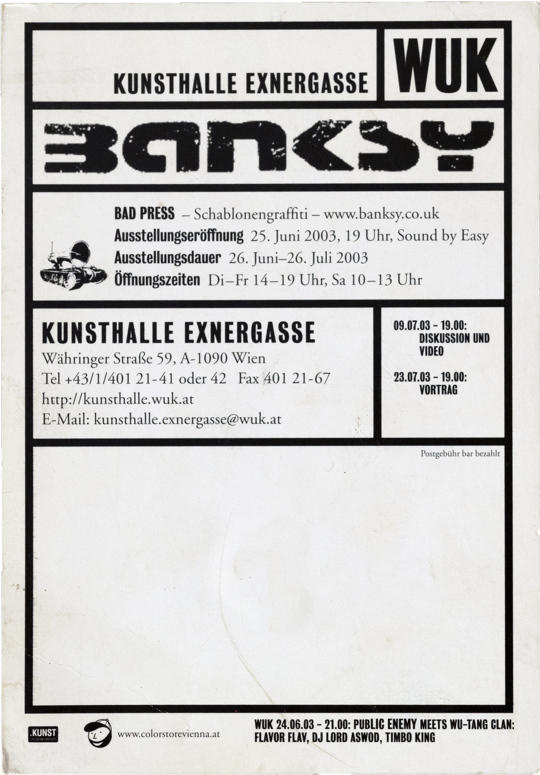 KUNSTHALLE EXNERGASSE
WUK
BANKSY
BAD PRESS – Schablonengraffiti – www.banksy.co.uk
Ausstellungseröffnung 25. Juni 2003, 19 Uhr, Sound by Easy
Ausstellungsdauer 26. Juni–26. Juli 2003
Öffnungszeiten Di–Fr 14–19 Uhr, Sa 10–13 Uhr
KUNSTHALLE EXNERGASSE
Währinger Straße 59, A-1090 Wien
Tel +43/1/401 21-41 oder 42 Fax 401 21-67
http://kunsthalle.wuk.at
E-Mail: kunsthalle.exnergasse@wuk.at
09.07.03 – 19.00:
DISKUSSION UND
VIDEO
23.07.03 – 19.00:
VORTRAG
Postgebühr bar bezahlt
.KUNST
www.colorstorevienna.at
WUK 24.06.03 – 21.00: PUBLIC ENEMY MEETS WU-TANG CLAN:
FLAVOR FLAV, DJ LORD ASWOD, TIMBO KING